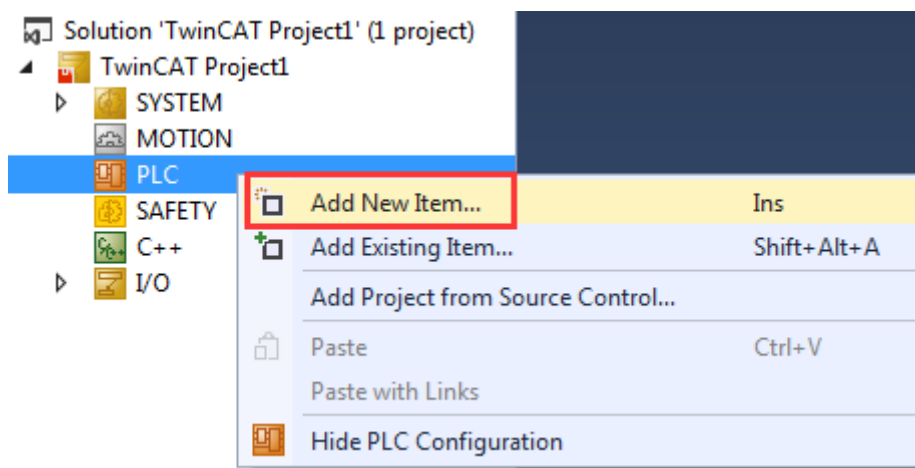 Solution 'TwinCAT Project1' (1 project)
TwinCAT Project1
SYSTEM
MOTION
PLC
SAFETY
C++
I/O
Add New Item... Ins
Add Existing Item... Shift+Alt+A
Add Project from Source Control...
Paste Ctrl+V
Paste with Links
Hide PLC Configuration